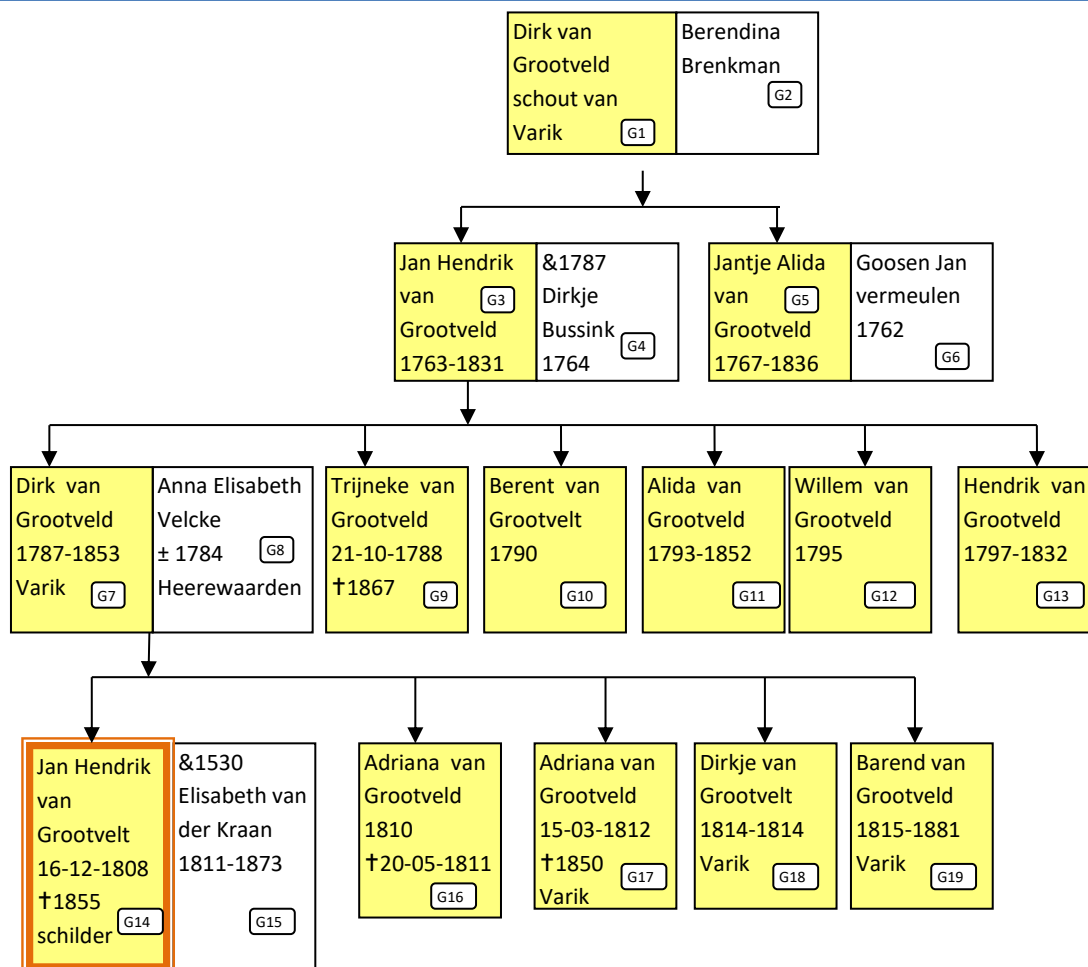 Dirk van
Grootveld
schout van
Varik
G1
Berendina
Brenkman
G2
Jan Hendrik
van
G3
Grootveld
1763-1831
&1787
Dirkje
Bussink
G4
1764
Jantje Alida
van
G5
Grootveld
1767-1836
Goosen Jan
vermeulen
1762
G6
Dirk van
Grootveld
1787-1853
Varik
G7
Anna Elisabeth
Velcke
± 1784
G8
Heerewaarden
Trijneke van
Grootveld
21-10-1788
†1867
G9
Berent van
Grootvelt
1790
G10
Alida van
Grootveld
1793-1852
G11
Willem van
Grootveld
1795
G12
Hendrik van
Grootveld
1797-1832
G13
Jan Hendrik
van
Grootvelt
16-12-1808
†1855
G14
schilder
&1530
Elisabeth van
der Kraan
1811-1873
G15
Adriana van
Grootveld
1810
†20-05-1811
G16
Adriana van
Grootveld
15-03-1812
†1850
G17
Varik
Dirkje van
Grootvelt
1814-1814
Varik
G18
Barend van
Grootveld
1815-1881
Varik
G19